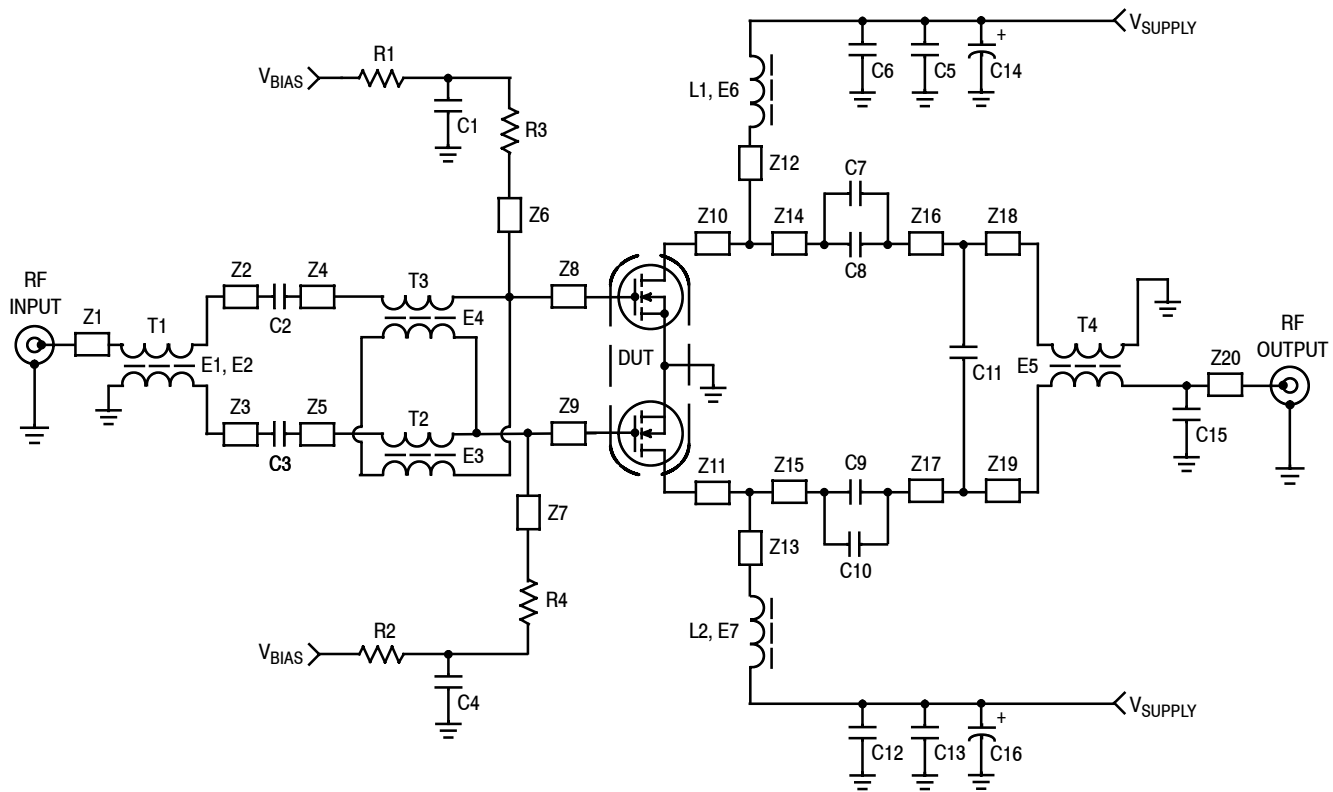 VSUPPLY
C6
C5
+
C14
R1
VBIAS
C1
R3
L1, E6
Z12
C7
Z6
Z10
Z14
C8
Z16
Z18
RF
INPUT
Z1
T1
E1, E2
Z2
C2
Z4
T3
E4
Z8
Z3
C3
Z5
T2
E3
Z9
DUT
C11
E5
T4
Z20
RF
OUTPUT
C15
Z11
Z15
C9
Z17
Z19
Z7
Z13
C10
R4
VBIAS
R2
C4
L2, E7
VSUPPLY
C12
C13
+
C16